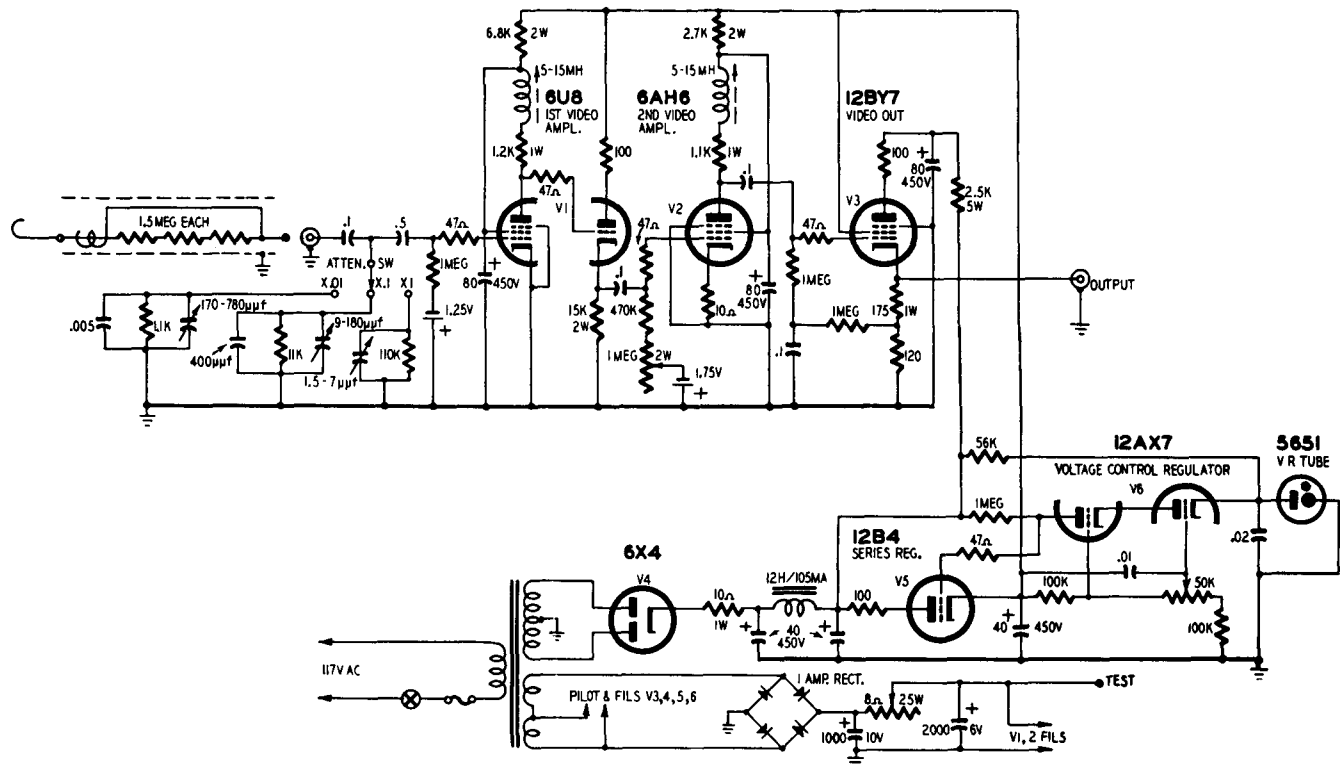 6.8K
2W
5-15MH
6U8
1ST VIDEO
AMPL.
1.2K
1W
47Ω
V1
100
2.7K
2W
5-15MH
6AH6
2ND VIDEO
AMPL.
1.1K
1W
.1
V2
12BY7
VIDEO OUT
100
+
80
450V
2.5K
5W
V3
1.5 MEG EACH
.1
.5
47Ω
ATTEN.
SW
X.01
X.1
X1
1MEG
1.25V
+
+
80
450V
.005
1.1K
170-780μμf
400μμf
11K
9-180μμf
1.5-7μμf
110K
15K
2W
.1
47Ω
470K
1MEG
2W
1.75V
+
10Ω
+
80
450V
47Ω
1MEG
1MEG
.1
175
1W
120
OUTPUT
56K
12AX7
VOLTAGE CONTROL REGULATOR
V6
5651
V R TUBE
1MEG
47Ω
.02
12B4
SERIES REG.
V5
6X4
V4
10Ω
1W
12H/105MA
100
+
40
450V
+
100K
.01
50K
100K
+
40
450V
117V AC
PILOT & FILS V3,4,5,6
1 AMP. RECT.
+
1000
10V
8Ω
25W
+
2000
6V
TEST
V1, 2 FILS